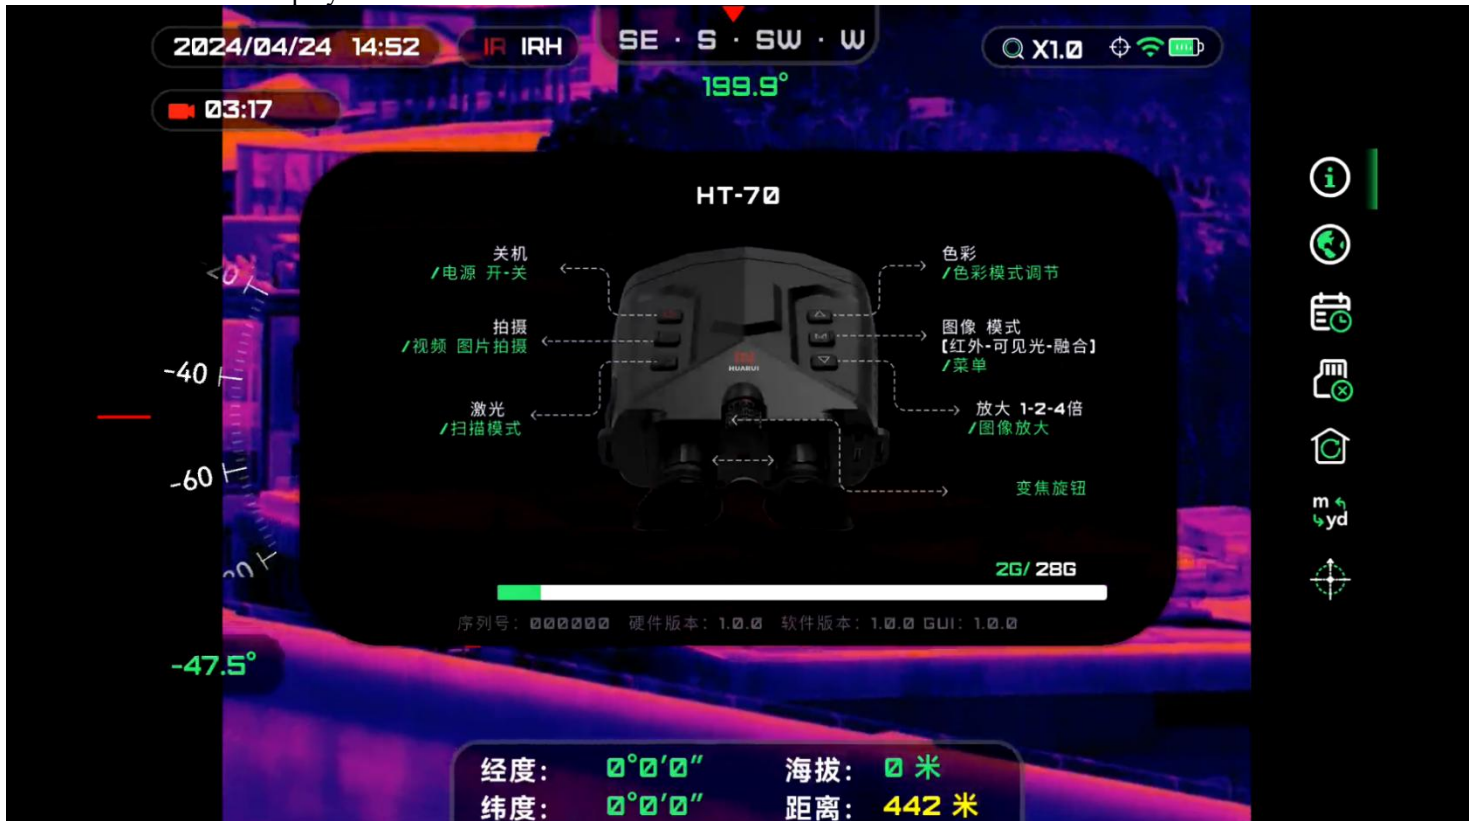 2024/04/24 14:52
IR IRH
SE · S · SW · W
X1.0
199.9°
03:17
HT-70
关机
/电源 开-关
色彩
/色彩模式调节
拍摄
/视频 图片拍摄
图像 模式
【红外-可见光-融合】
/菜单
HUARUI
激光
/扫描模式
放大 1-2-4倍
/图像放大
变焦旋钮
-40
-60
m
yd
2G/ 28G
序列号: 000000 硬件版本: 1.0.0 软件版本: 1.0.0 GUI: 1.0.0
-47.5°
经度: 0°0′0″ 海拔: 0 米
纬度: 0°0′0″ 距离: 442 米